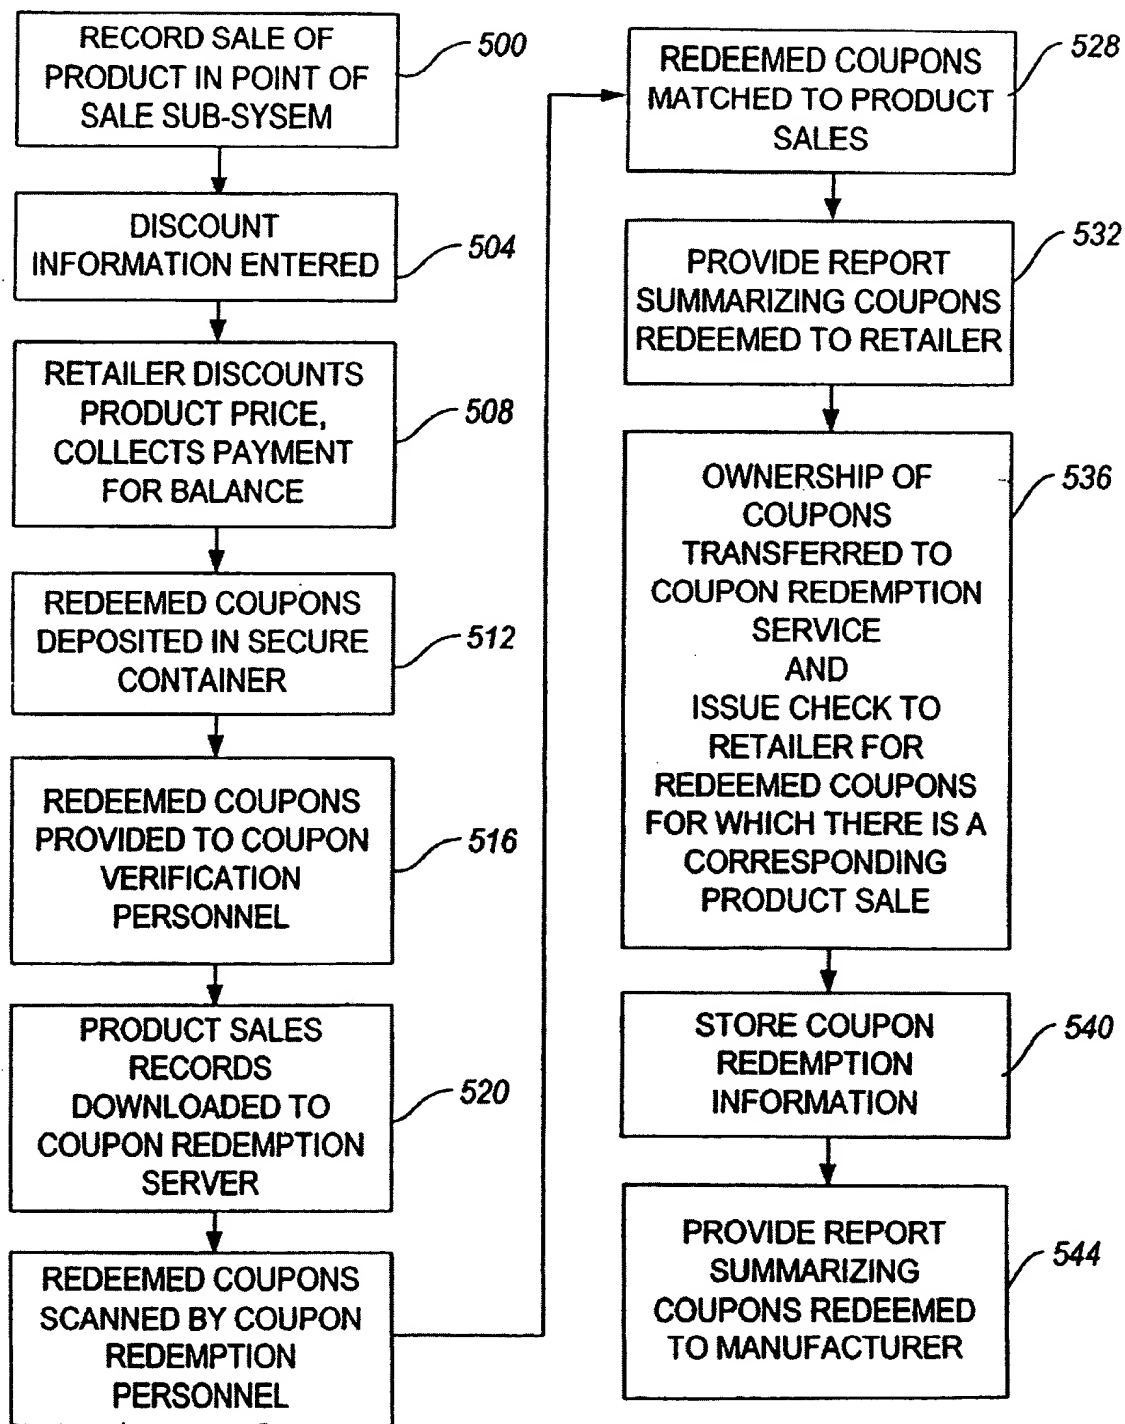 RECORD SALE OF
PRODUCT IN POINT OF
SALE SUB-SYSEM
500
DISCOUNT
INFORMATION ENTERED
504
RETAILER DISCOUNTS
PRODUCT PRICE,
COLLECTS PAYMENT
FOR BALANCE
508
REDEEMED COUPONS
DEPOSITED IN SECURE
CONTAINER
512
REDEEMED COUPONS
PROVIDED TO COUPON
VERIFICATION
PERSONNEL
516
PRODUCT SALES
RECORDS
DOWNLOADED TO
COUPON REDEMPTION
SERVER
520
REDEEMED COUPONS
SCANNED BY COUPON
REDEMPTION
PERSONNEL
REDEEMED COUPONS
MATCHED TO PRODUCT
SALES
528
PROVIDE REPORT
SUMMARIZING COUPONS
REDEEMED TO RETAILER
532
OWNERSHIP OF
COUPONS
TRANSFERRED TO
COUPON REDEMPTION
SERVICE
AND
ISSUE CHECK TO
RETAILER FOR
REDEEMED COUPONS
FOR WHICH THERE IS A
CORRESPONDING
PRODUCT SALE
536
STORE COUPON
REDEMPTION
INFORMATION
540
PROVIDE REPORT
SUMMARIZING
COUPONS REDEEMED
TO MANUFACTURER
544